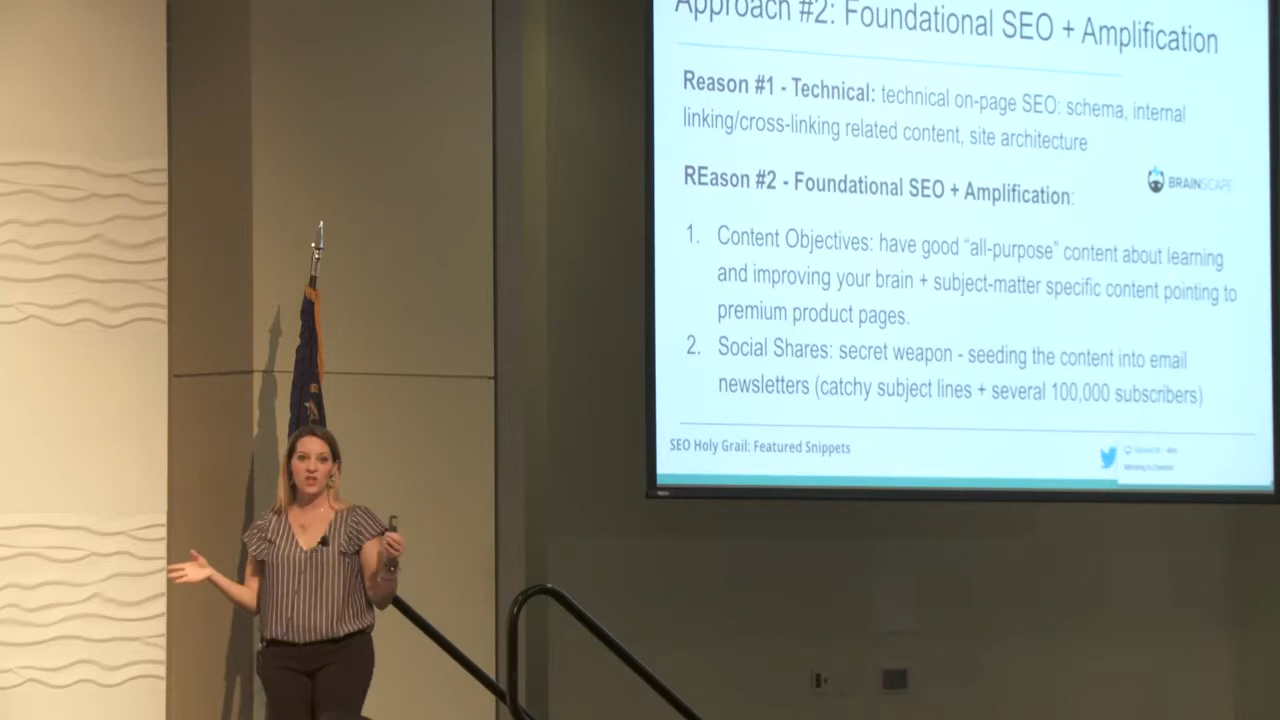 Approach #2: Foundational SEO + Amplification
Reason #1 - Technical: technical on-page SEO: schema, internal
linking/cross-linking related content, site architecture
BRAINSCAPE
REason #2 - Foundational SEO + Amplification:
1. Content Objectives: have good “all-purpose” content about learning
and improving your brain + subject-matter specific content pointing to
premium product pages.
2. Social Shares: secret weapon - seeding the content into email
newsletters (catchy subject lines + several 100,000 subscribers)
SEO Holy Grail: Featured Snippets